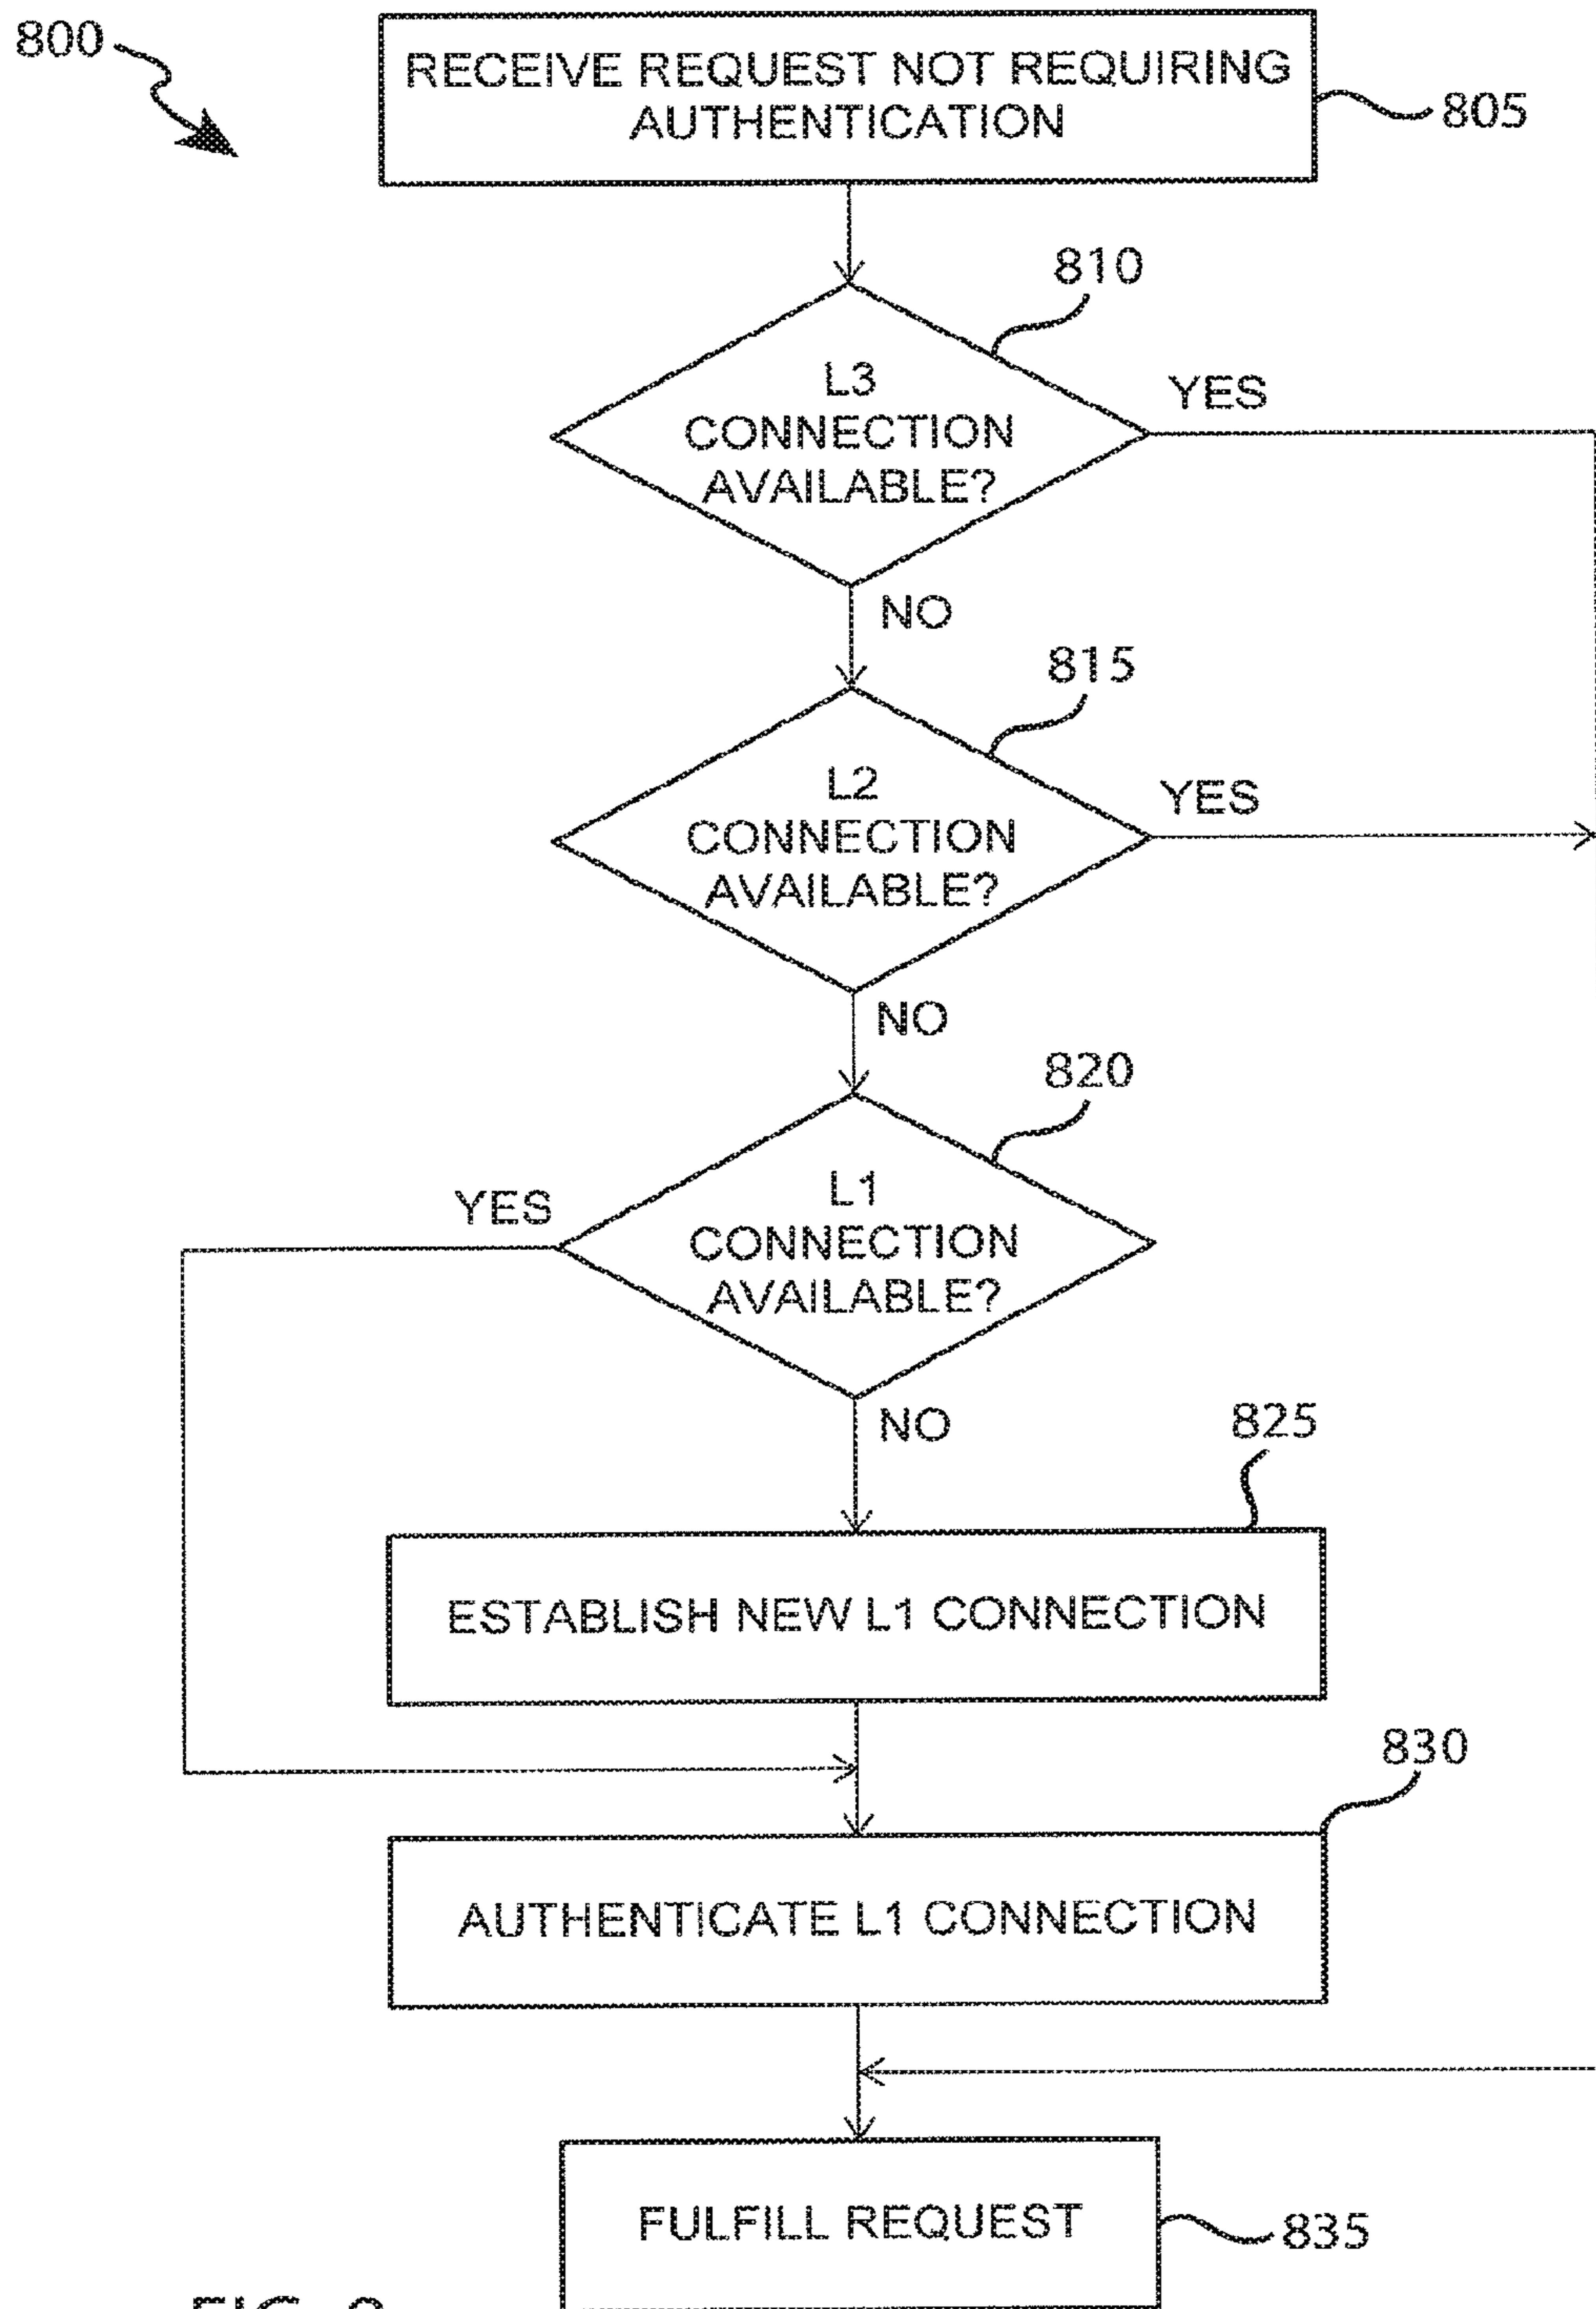 800
RECEIVE REQUEST NOT REQUIRING
AUTHENTICATION
805
810
L3
CONNECTION
AVAILABLE?
YES
NO
815
L2
CONNECTION
AVAILABLE?
YES
NO
820
YES
L1
CONNECTION
AVAILABLE?
NO
825
ESTABLISH NEW L1 CONNECTION
830
AUTHENTICATE L1 CONNECTION
FULFILL REQUEST
835